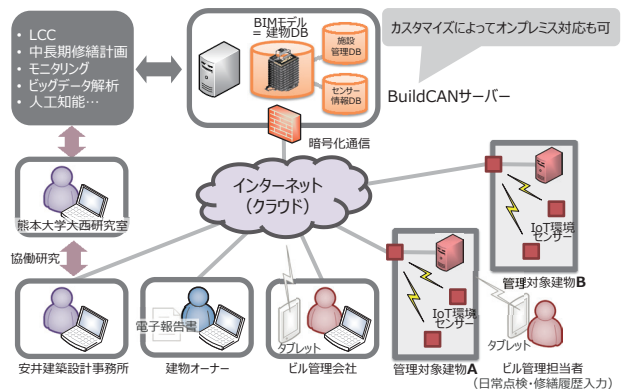 • LCC
• 中長期修繕計画
• モニタリング
• ビッグデータ解析
• 人工知能…
BIMモデル
= 建物DB
施設
管理DB
センサー
情報DB
カスタマイズによってオンプレミス対応も可
BuildCANサーバー
暗号化通信
インターネット
（クラウド）
熊本大学大西研究室
協働研究
安井建築設計事務所
電子報告書
建物オーナー
タブレット
ビル管理会社
IoT環境
センサー
管理対象建物A
IoT環境
センサー
管理対象建物B
タブレット
ビル管理担当者
（日常点検・修繕履歴入力）